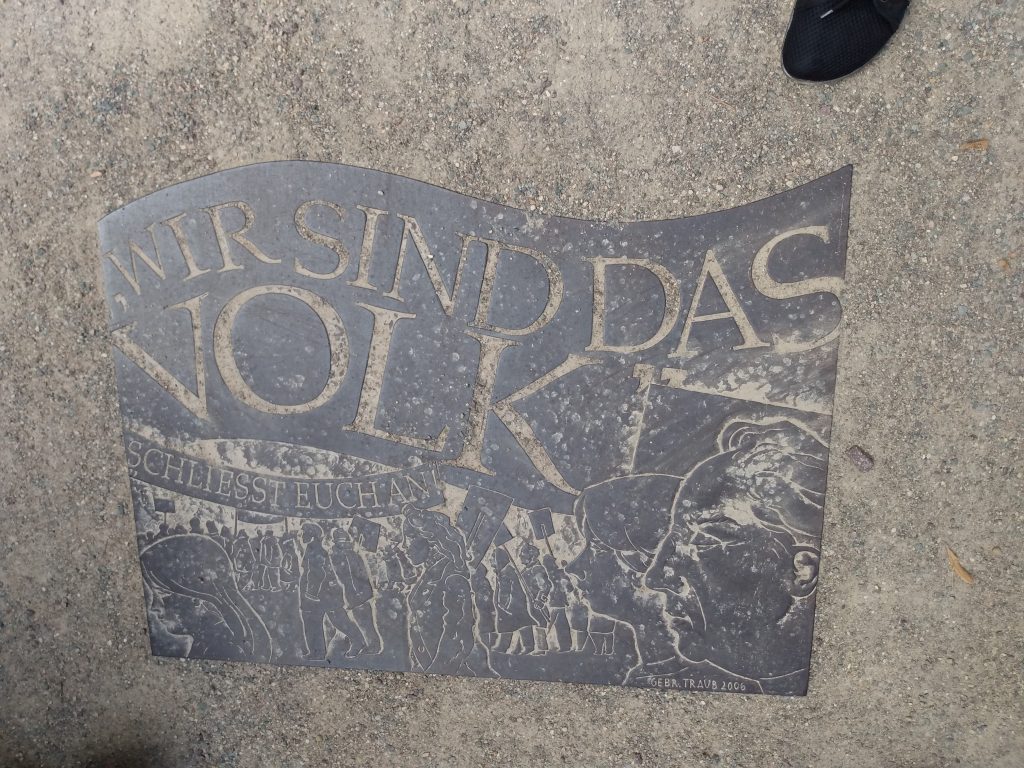 „WIR SIND DAS
VOLK"
SCHLIESST EUCH AN!
GEBR. TRAUB 2006